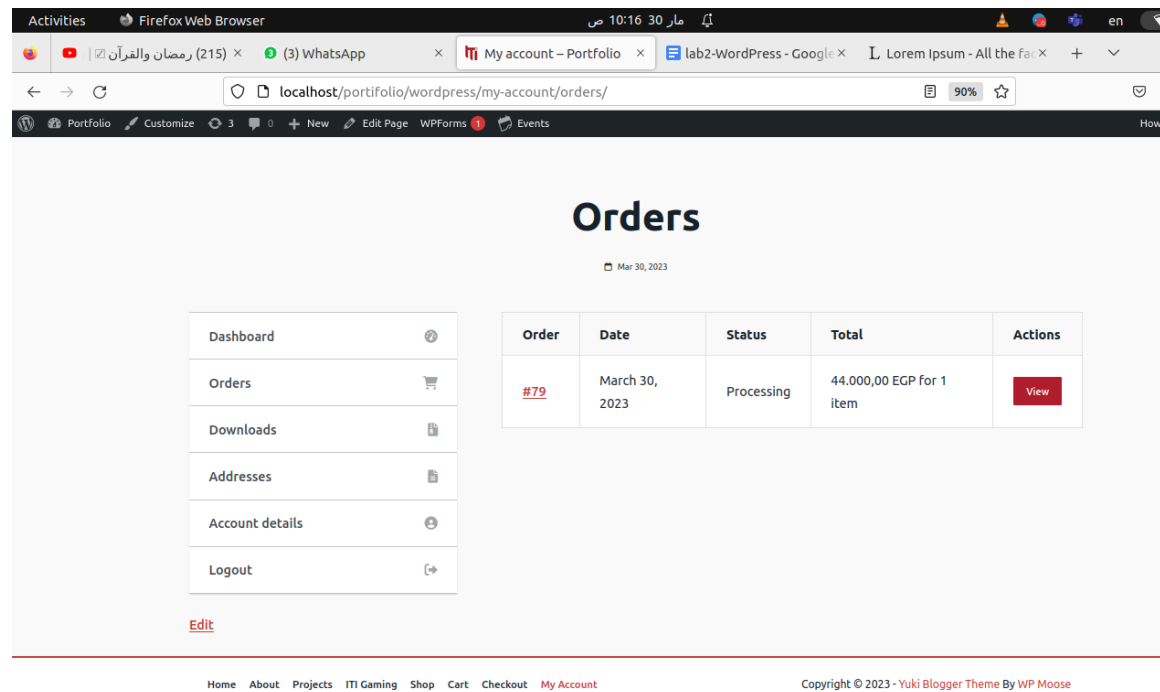 Activities Firefox Web Browser 10:16 30 مار ص en
(215) رمضان والقرآن (3) WhatsApp My account – Portfolio lab2-WordPress - Google Lorem Ipsum - All the fac
localhost/portifolio/wordpress/my-account/orders/ 90%
Portfolio Customize 3 0 New Edit Page WPForms 1 Events How
Orders
Mar 30, 2023
Dashboard
Orders
Downloads
Addresses
Account details
Logout
Edit
Order Date Status Total Actions
#79 March 30, 2023 Processing 44.000,00 EGP for 1 item View
Home About Projects ITI Gaming Shop Cart Checkout My Account
Copyright © 2023 - Yuki Blogger Theme By WP Moose